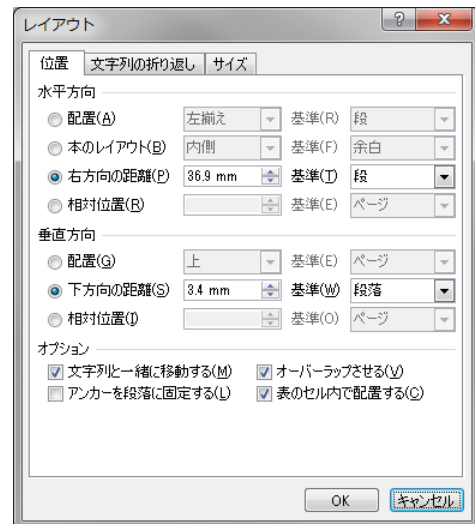 レイアウト
位置 文字列の折り返し サイズ
水平方向
配置(A) 左揃え 基準(R) 段
本のレイアウト(B) 内側 基準(F) 余白
右方向の距離(P) 36.9 mm 基準(T) 段
相対位置(R) 基準(E) ページ
垂直方向
配置(G) 上 基準(E) ページ
下方向の距離(S) 3.4 mm 基準(W) 段落
相対位置(I) 基準(O) ページ
オプション
文字列と一緒に移動する(M) オーバーラップさせる(V)
アンカーを段落に固定する(L) 表のセル内で配置する(C)
OK キャンセル